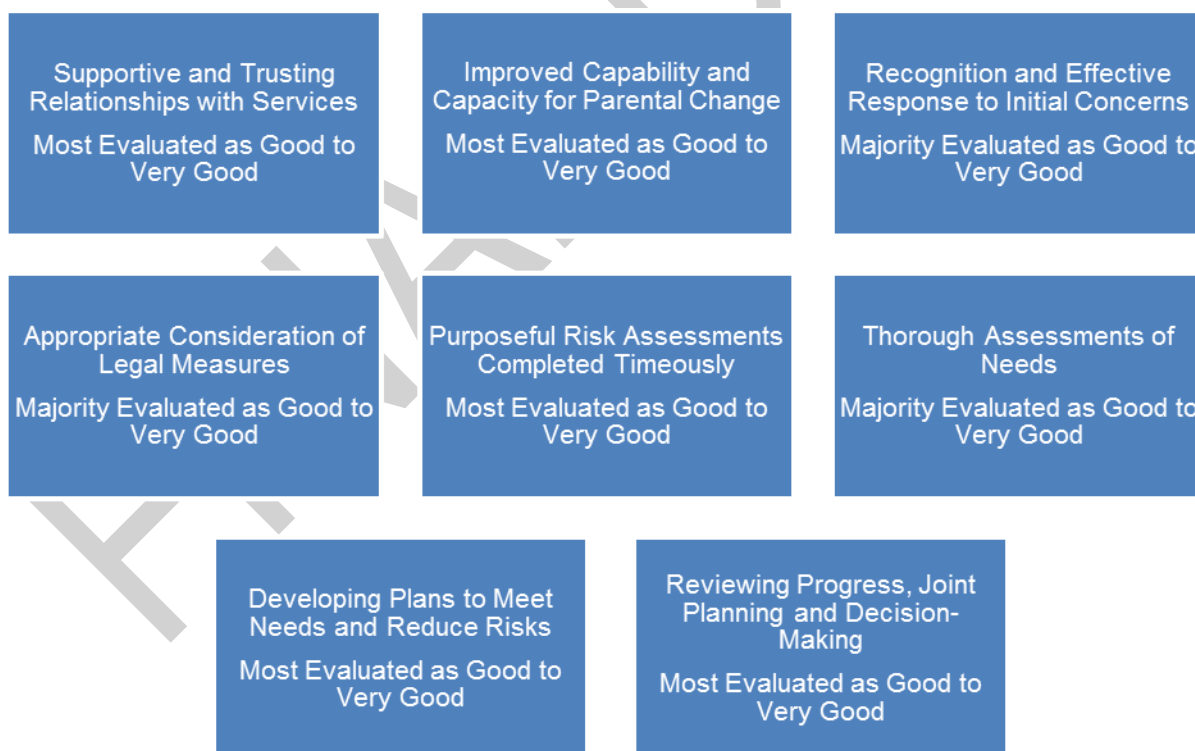 Supportive and Trusting
Relationships with Services
Most Evaluated as Good to
Very Good
Improved Capability and
Capacity for Parental Change
Most Evaluated as Good to
Very Good
Recognition and Effective
Response to Initial Concerns
Majority Evaluated as Good to
Very Good
Appropriate Consideration of
Legal Measures
Majority Evaluated as Good to
Very Good
Purposeful Risk Assessments
Completed Timeously
Most Evaluated as Good to
Very Good
Thorough Assessments of
Needs
Majority Evaluated as Good to
Very Good
Developing Plans to Meet
Needs and Reduce Risks
Most Evaluated as Good to
Very Good
Reviewing Progress, Joint
Planning and Decision-
Making
Most Evaluated as Good to
Very Good